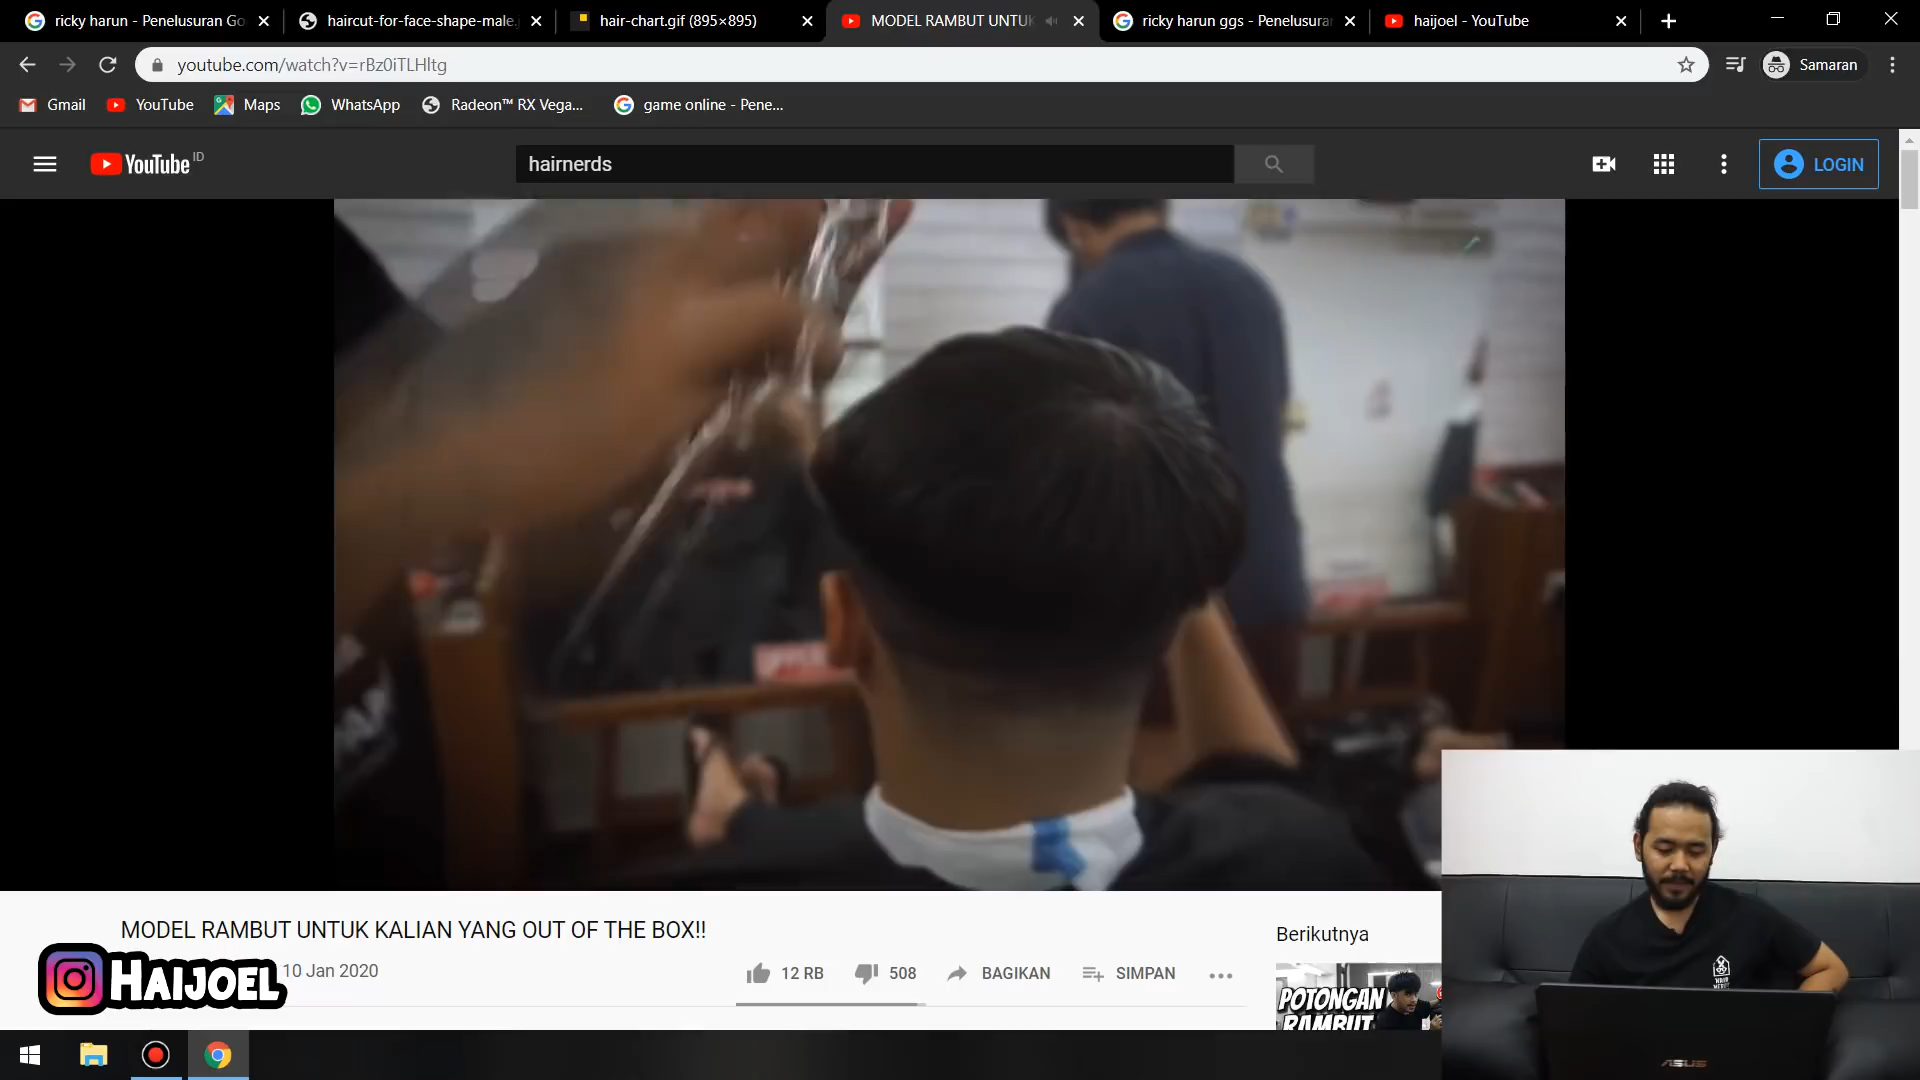 ricky harun - Penelusuran Go
haircut-for-face-shape-male.j
hair-chart.gif (895×895)
MODEL RAMBUT UNTUK
ricky harun ggs - Penelusuran
haijoel - YouTube
youtube.com/watch?v=rBz0iTLHltg
Samaran
Gmail
YouTube
Maps
WhatsApp
Radeon™ RX Vega...
game online - Pene...
YouTube ID
hairnerds
LOGIN
MODEL RAMBUT UNTUK KALIAN YANG OUT OF THE BOX!!
HAIJOEL
10 Jan 2020
12 RB
508
BAGIKAN
SIMPAN
Berikutnya
POTONGAN
RAMBUT
HAIR
ASUS